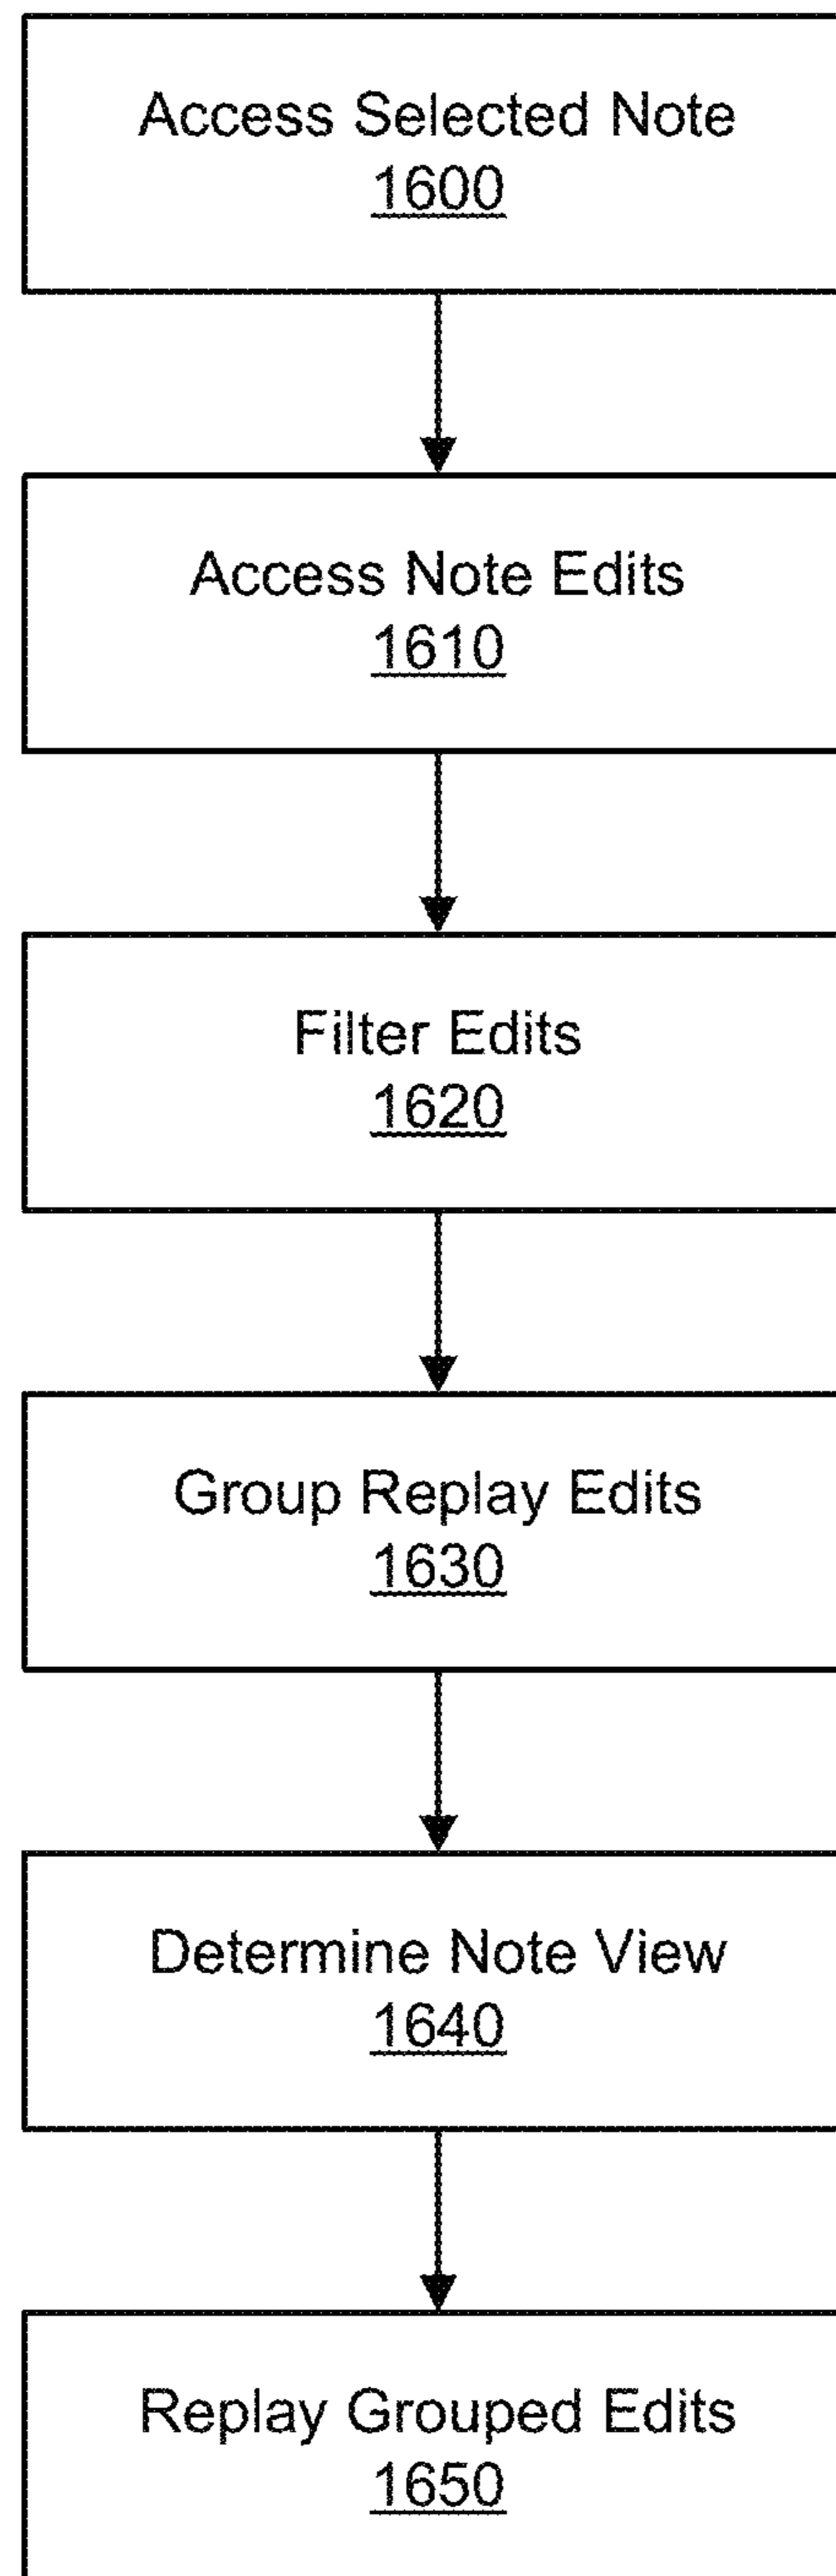 Access Selected Note
1600
Access Note Edits
1610
Filter Edits
1620
Group Replay Edits
1630
Determine Note View
1640
Replay Grouped Edits
1650